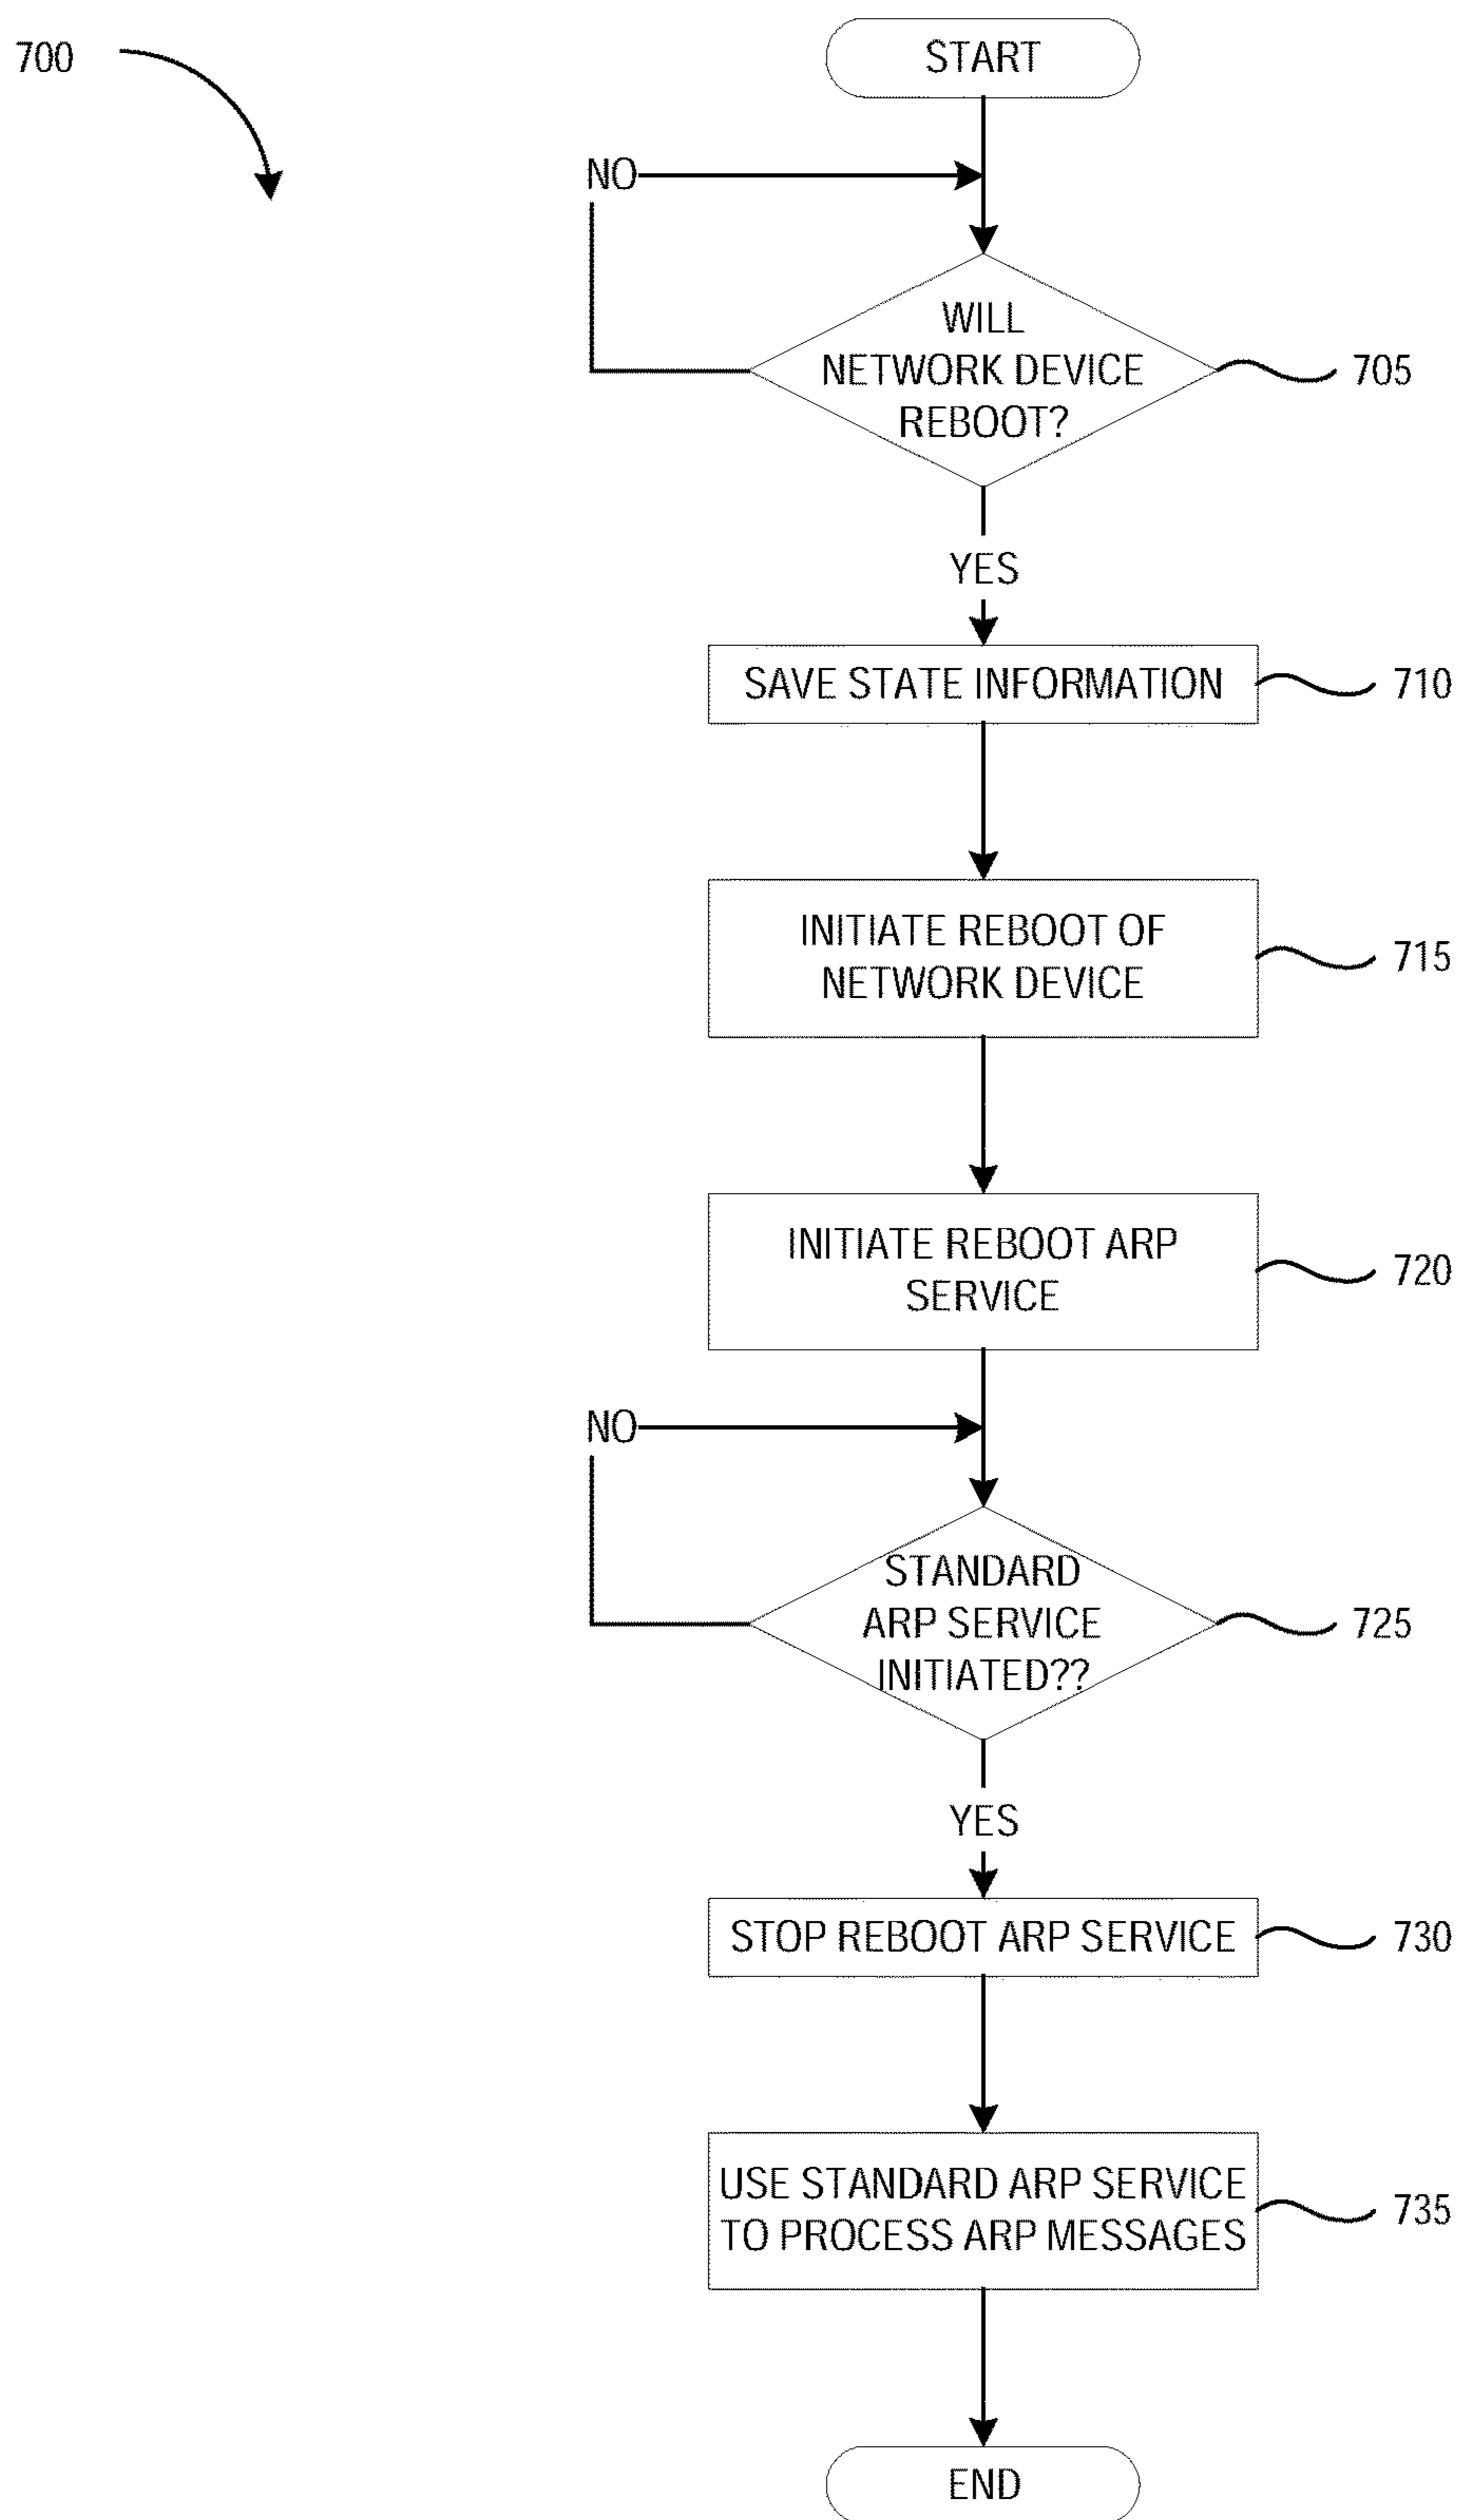 700
START
NO
WILL
NETWORK DEVICE
REBOOT?
705
YES
SAVE STATE INFORMATION
710
INITIATE REBOOT OF
NETWORK DEVICE
715
INITIATE REBOOT ARP
SERVICE
720
NO
STANDARD
ARP SERVICE
INITIATED??
725
YES
STOP REBOOT ARP SERVICE
730
USE STANDARD ARP SERVICE
TO PROCESS ARP MESSAGES
735
END